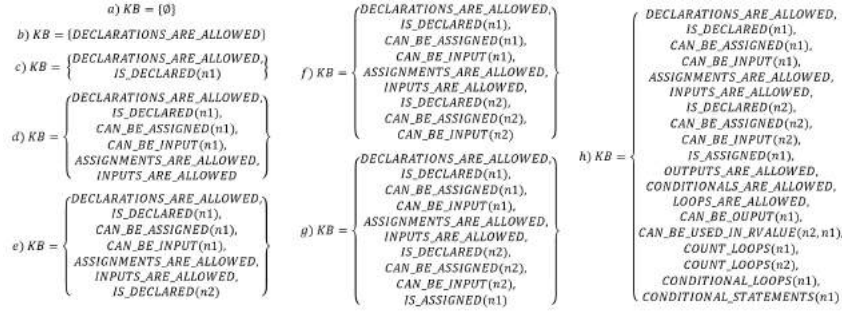 a) KB = {Ø}
b) KB = {DECLARATIONS_ARE_ALLOWED}
c) KB = {DECLARATIONS_ARE_ALLOWED,
IS_DECLARED(n1)}
d) KB = {DECLARATIONS_ARE_ALLOWED,
IS_DECLARED(n1),
CAN_BE_ASSIGNED(n1),
CAN_BE_INPUT(n1),
ASSIGNMENTS_ARE_ALLOWED,
INPUTS_ARE_ALLOWED}
e) KB = {DECLARATIONS_ARE_ALLOWED,
IS_DECLARED(n1),
CAN_BE_ASSIGNED(n1),
CAN_BE_INPUT(n1),
ASSIGNMENTS_ARE_ALLOWED,
INPUTS_ARE_ALLOWED,
IS_DECLARED(n2)}
f) KB = {DECLARATIONS_ARE_ALLOWED,
IS_DECLARED(n1),
CAN_BE_ASSIGNED(n1),
CAN_BE_INPUT(n1),
ASSIGNMENTS_ARE_ALLOWED,
INPUTS_ARE_ALLOWED,
IS_DECLARED(n2),
CAN_BE_ASSIGNED(n2),
CAN_BE_INPUT(n2)}
g) KB = {DECLARATIONS_ARE_ALLOWED,
IS_DECLARED(n1),
CAN_BE_ASSIGNED(n1),
CAN_BE_INPUT(n1),
ASSIGNMENTS_ARE_ALLOWED,
INPUTS_ARE_ALLOWED,
IS_DECLARED(n2),
CAN_BE_ASSIGNED(n2),
CAN_BE_INPUT(n2),
IS_ASSIGNED(n1)}
h) KB = {DECLARATIONS_ARE_ALLOWED,
IS_DECLARED(n1),
CAN_BE_ASSIGNED(n1),
CAN_BE_INPUT(n1),
ASSIGNMENTS_ARE_ALLOWED,
INPUTS_ARE_ALLOWED,
IS_DECLARED(n2),
CAN_BE_ASSIGNED(n2),
CAN_BE_INPUT(n2),
IS_ASSIGNED(n1),
OUTPUTS_ARE_ALLOWED,
CONDITIONALS_ARE_ALLOWED,
LOOPS_ARE_ALLOWED,
CAN_BE_OUPUT(n1),
CAN_BE_USED_IN_RVALUE(n2,n1),
COUNT_LOOPS(n1),
COUNT_LOOPS(n2),
CONDITIONAL_LOOPS(n1),
CONDITIONAL_STATEMENTS(n1)